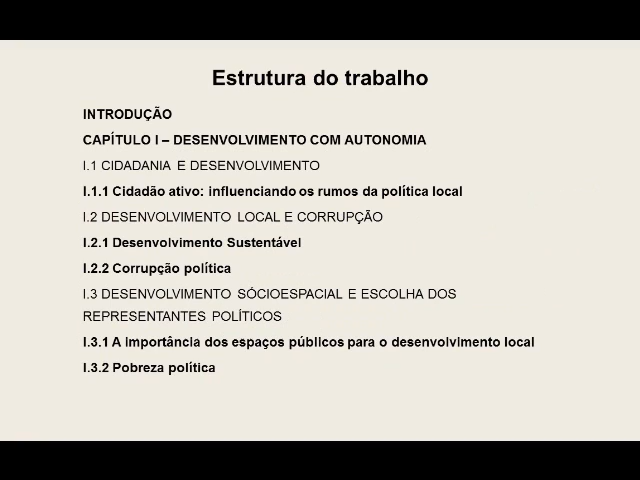 Estrutura do trabalho
INTRODUÇÃO
CAPÍTULO I – DESENVOLVIMENTO COM AUTONOMIA
I.1 CIDADANIA E DESENVOLVIMENTO
I.1.1 Cidadão ativo: influenciando os rumos da política local
I.2 DESENVOLVIMENTO LOCAL E CORRUPÇÃO
I.2.1 Desenvolvimento Sustentável
I.2.2 Corrupção política
I.3 DESENVOLVIMENTO SÓCIOESPACIAL E ESCOLHA DOS
REPRESENTANTES POLÍTICOS
I.3.1 A importância dos espaços públicos para o desenvolvimento local
I.3.2 Pobreza política